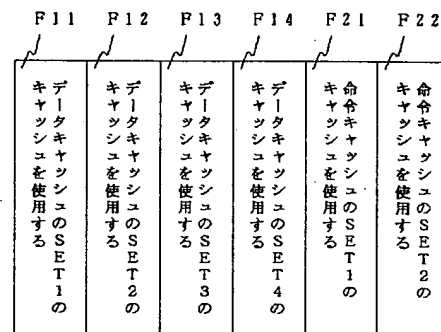 F11 F12 F13 F14 F21 F22
データキャッシュのSET1の
キャッシュを使用する
データキャッシュのSET2の
キャッシュを使用する
データキャッシュのSET3の
キャッシュを使用する
データキャッシュのSET4の
キャッシュを使用する
命令キャッシュのSET1の
キャッシュを使用する
命令キャッシュのSET2の
キャッシュを使用する